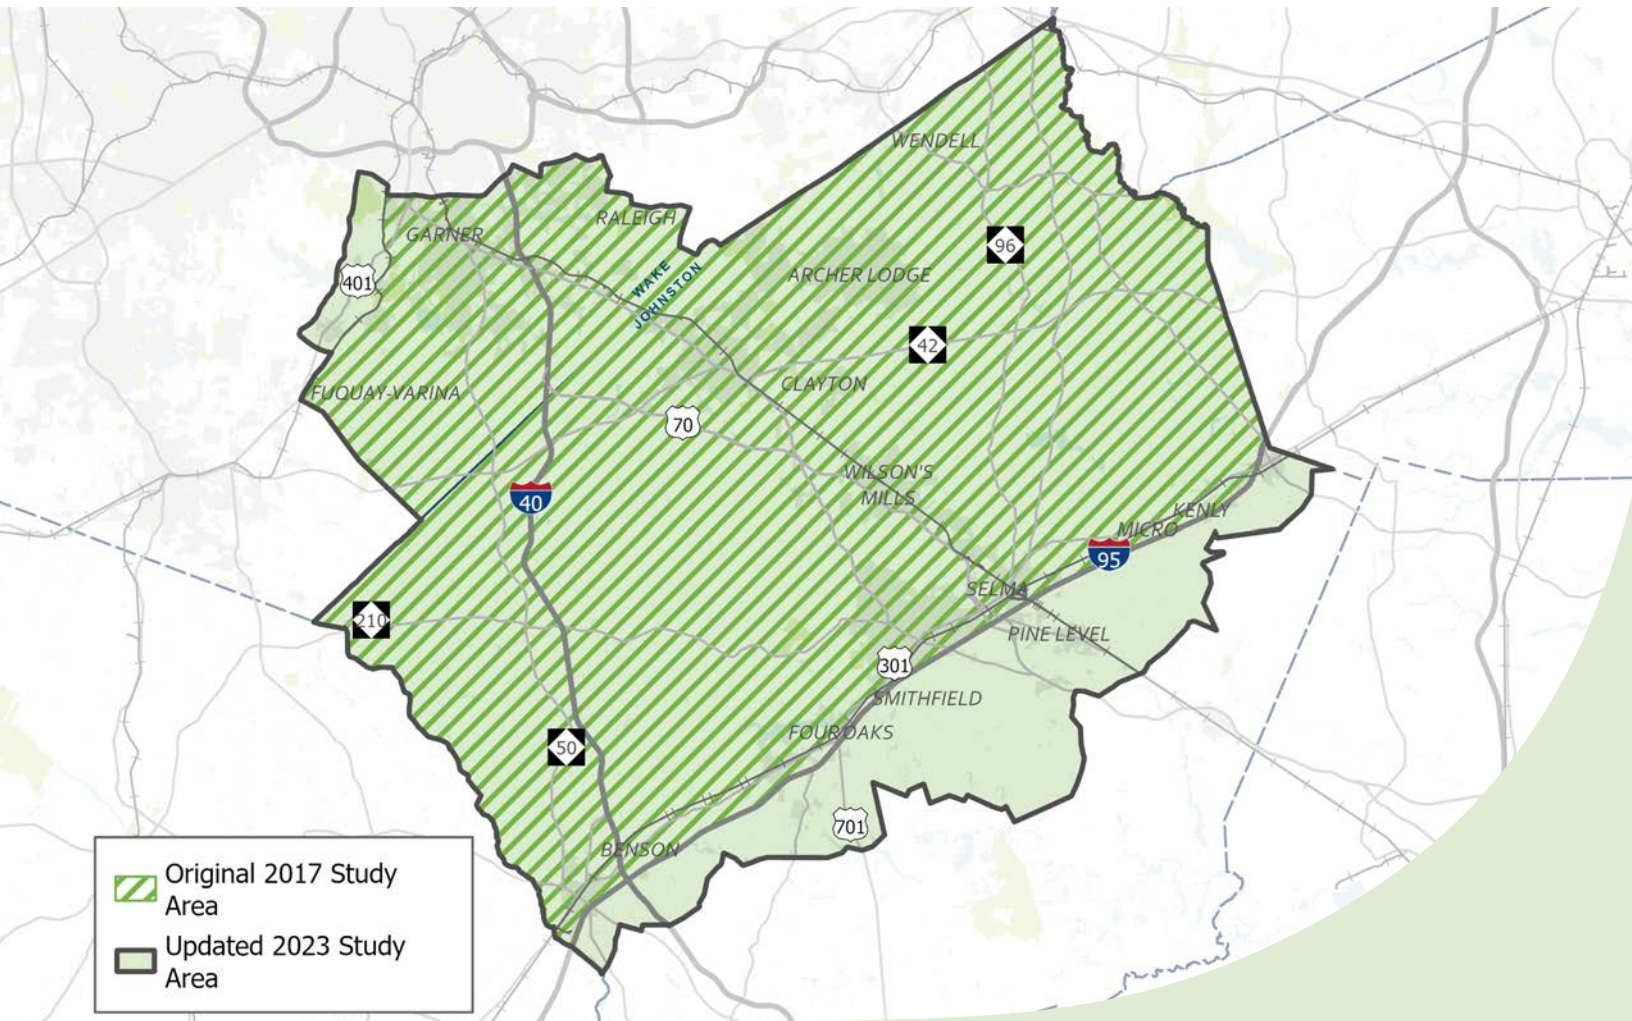 WENDELL
RALEIGH
GARNER
96
WAKE
JOHNSTON
ARCHER LODGE
401
42
CLAYTON
FUQUAY-VARINA
70
WILSON'S
MILLS
40
KENLY
MICRO
95
SELMA
210
PINE LEVEL
301
SMITHFIELD
FOUR OAKS
50
701
BENSON
Original 2017 Study
Area
Updated 2023 Study
Area